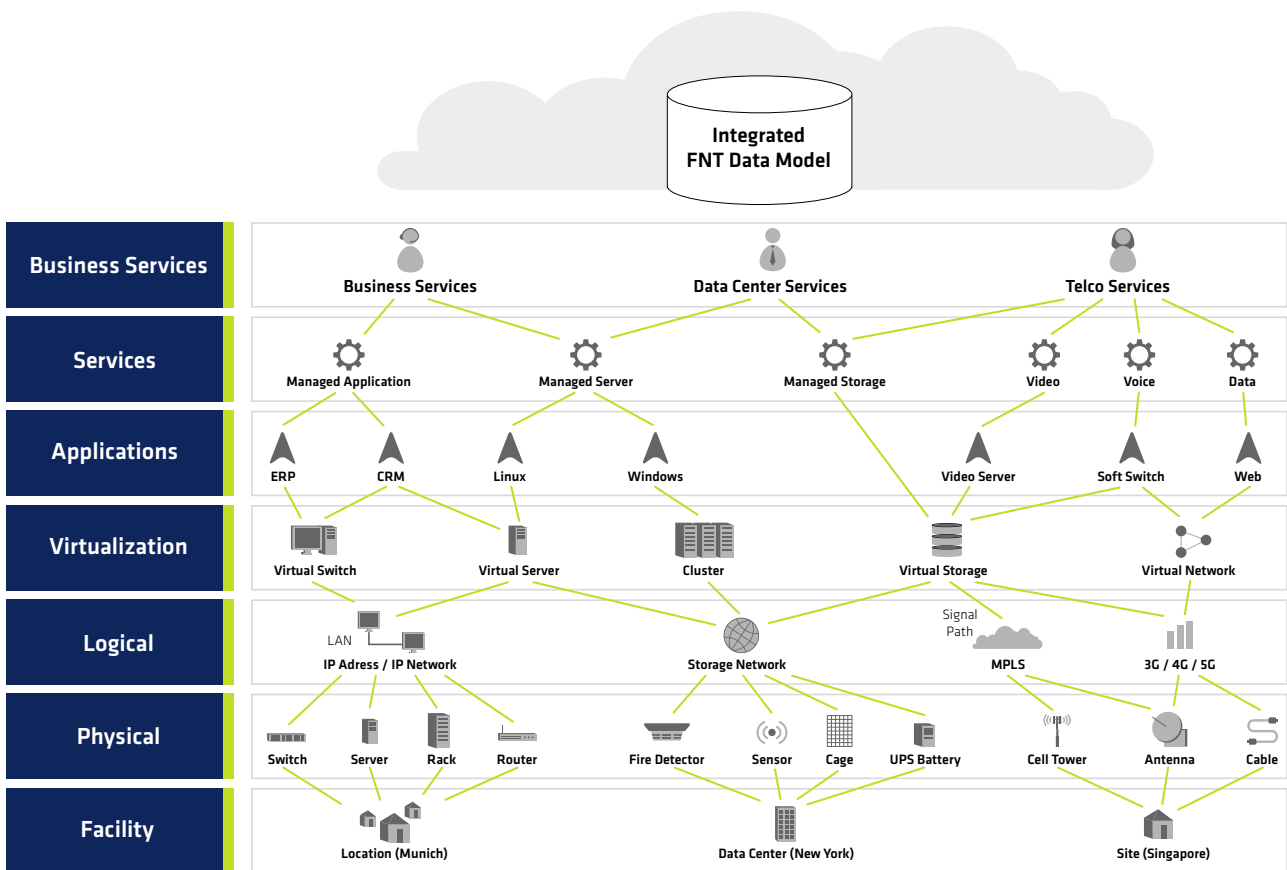 Integrated
FNT Data Model
Business Services
Business Services
Data Center Services
Telco Services
Services
Managed Application
Managed Server
Managed Storage
Video
Voice
Data
Applications
ERP
CRM
Linux
Windows
Video Server
Soft Switch
Web
Virtualization
Virtual Switch
Virtual Server
Cluster
Virtual Storage
Virtual Network
Logical
LAN
IP Adress / IP Network
Storage Network
Signal
Path
MPLS
3G / 4G / 5G
Physical
Switch
Server
Rack
Router
Fire Detector
Sensor
Cage
UPS Battery
Cell Tower
Antenna
Cable
Facility
Location (Munich)
Data Center (New York)
Site (Singapore)